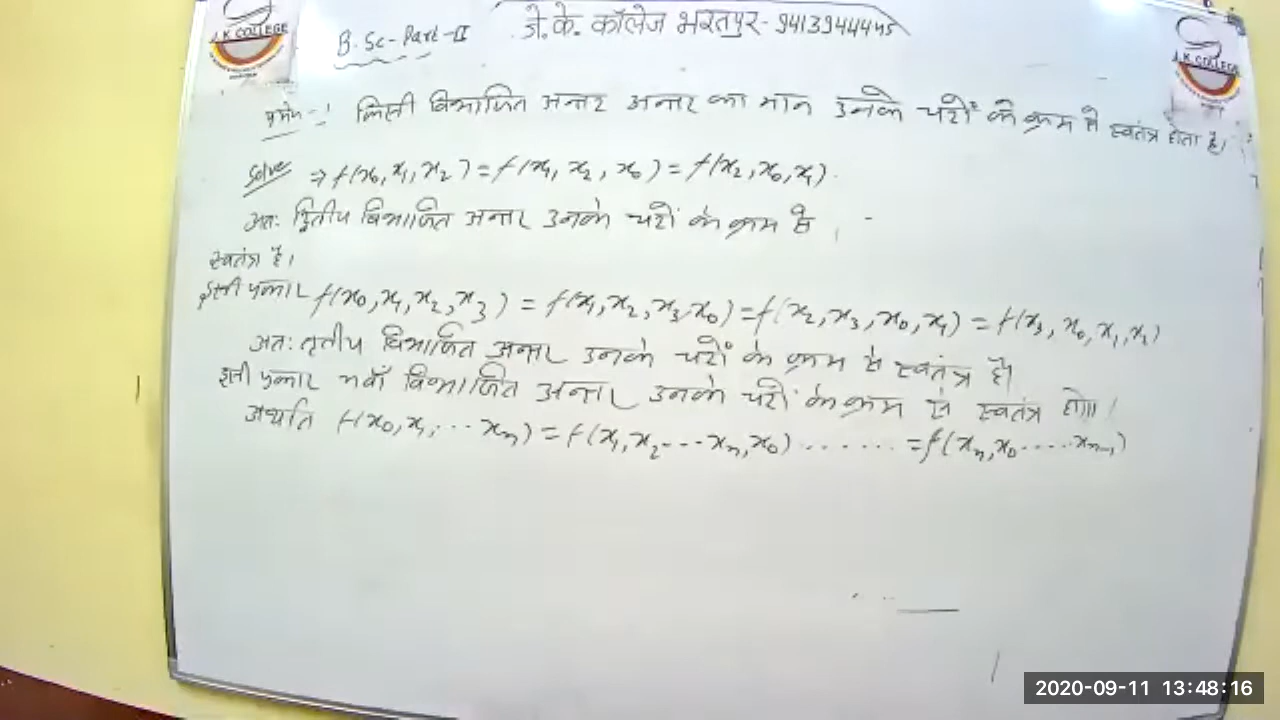 J.K COLLEGE
B.Sc-Part-II
जे.के. कॉलेज भरतपुर-9413944445
J.K COLLEGE
प्रमेय-: किसी विभाजित अन्तर अन्तर का मान उनके चरों के क्रम से स्वतंत्र होता है।
Solve ⇒ f(x₀, x₁, x₂) = f(x₁, x₂, x₀) = f(x₂, x₀, x₁).
अतः द्वितीय विभाजित अन्तर उनके चरों के क्रम से
स्वतंत्र है।
इसी प्रकार f(x₀, x₁, x₂, x₃) = f(x₁, x₂, x₃, x₀) = f(x₂, x₃, x₀, x₁) = f(x₃, x₀, x₁, x₂)
अतः तृतीय विभाजित अन्तर उनके चरों के क्रम से स्वतंत्र है।
इसी प्रकार nवाँ विभाजित अन्तर उनके चरों के क्रम से स्वतंत्र होगा।
अर्थात f(x₀, x₁, ... xₙ) = f(x₁, x₂ --- xₙ, x₀) ....... = f(xₙ, x₀ ..... xₙ₋₁)
2020-09-11 13:48:16